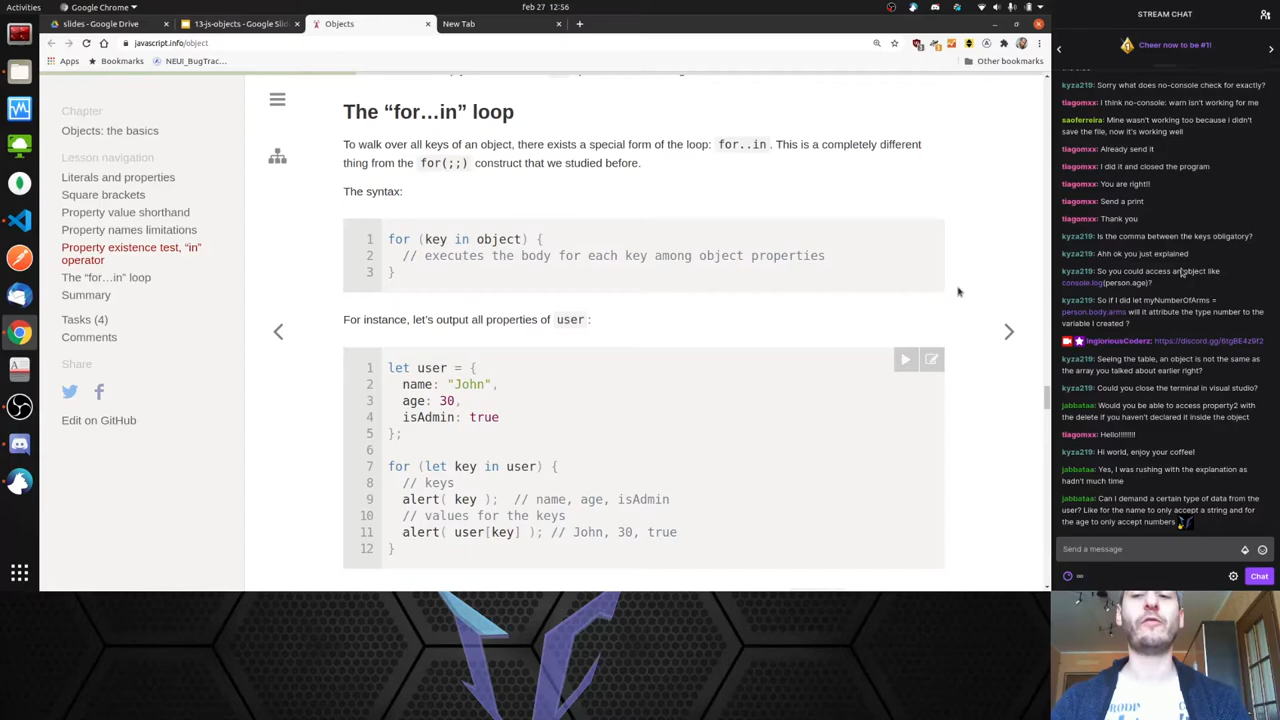 Activities
Google Chrome
feb 27 12:56
slides - Google Drive
13-js-objects - Google Slid
Objects
New Tab
javascript.info/object
Apps
Bookmarks
NEUI_BugTrac...
Other bookmarks
Chapter
Objects: the basics
Lesson navigation
Literals and properties
Square brackets
Property value shorthand
Property names limitations
Property existence test, “in”
operator
The “for…in” loop
Summary
Tasks (4)
Comments
Share
Edit on GitHub
The “for…in” loop
To walk over all keys of an object, there exists a special form of the loop: for..in. This is a completely different
thing from the for(;;) construct that we studied before.
The syntax:
1 for (key in object) {
2 // executes the body for each key among object properties
3 }
For instance, let’s output all properties of user:
1 let user = {
2 name: "John",
3 age: 30,
4 isAdmin: true
5 };
6
7 for (let key in user) {
8 // keys
9 alert( key ); // name, age, isAdmin
10 // values for the keys
11 alert( user[key] ); // John, 30, true
12 }
STREAM CHAT
Cheer now to be #1!
kyza219: Sorry what does no-console check for exactly?
tiagomxx: I think no-console: warn isn't working for me
saoferreira: Mine wasn't working too because i didn't
save the file, now it's working well
tiagomxx: Already send it
tiagomxx: I did it and closed the program
tiagomxx: You are right!!
tiagomxx: Send a print
tiagomxx: Thank you
kyza219: Is the comma between the keys obligatory?
kyza219: Ahh ok you just explained
kyza219: So you could access an object like
console.log(person.age)?
kyza219: So if I did let myNumberOfArms =
person.body.arms will it attribute the type number to the
variable I created ?
IngloriousCoderz: https://discord.gg/6tgBE4z9f2
kyza219: Seeing the table, an object is not the same as
the array you talked about earlier right?
kyza219: Could you close the terminal in visual studio?
jabbataa: Would you be able to access property2 with
the delete if you haven't declared it inside the object
tiagomxx: Hello!!!!!!!!
kyza219: Hi world, enjoy your coffee!
jabbataa: Yes, I was rushing with the explanation as
hadn't much time
jabbataa: Can I demand a certain type of data from the
user? Like for the name to only accept a string and for
the age to only accept numbers
Send a message
Chat